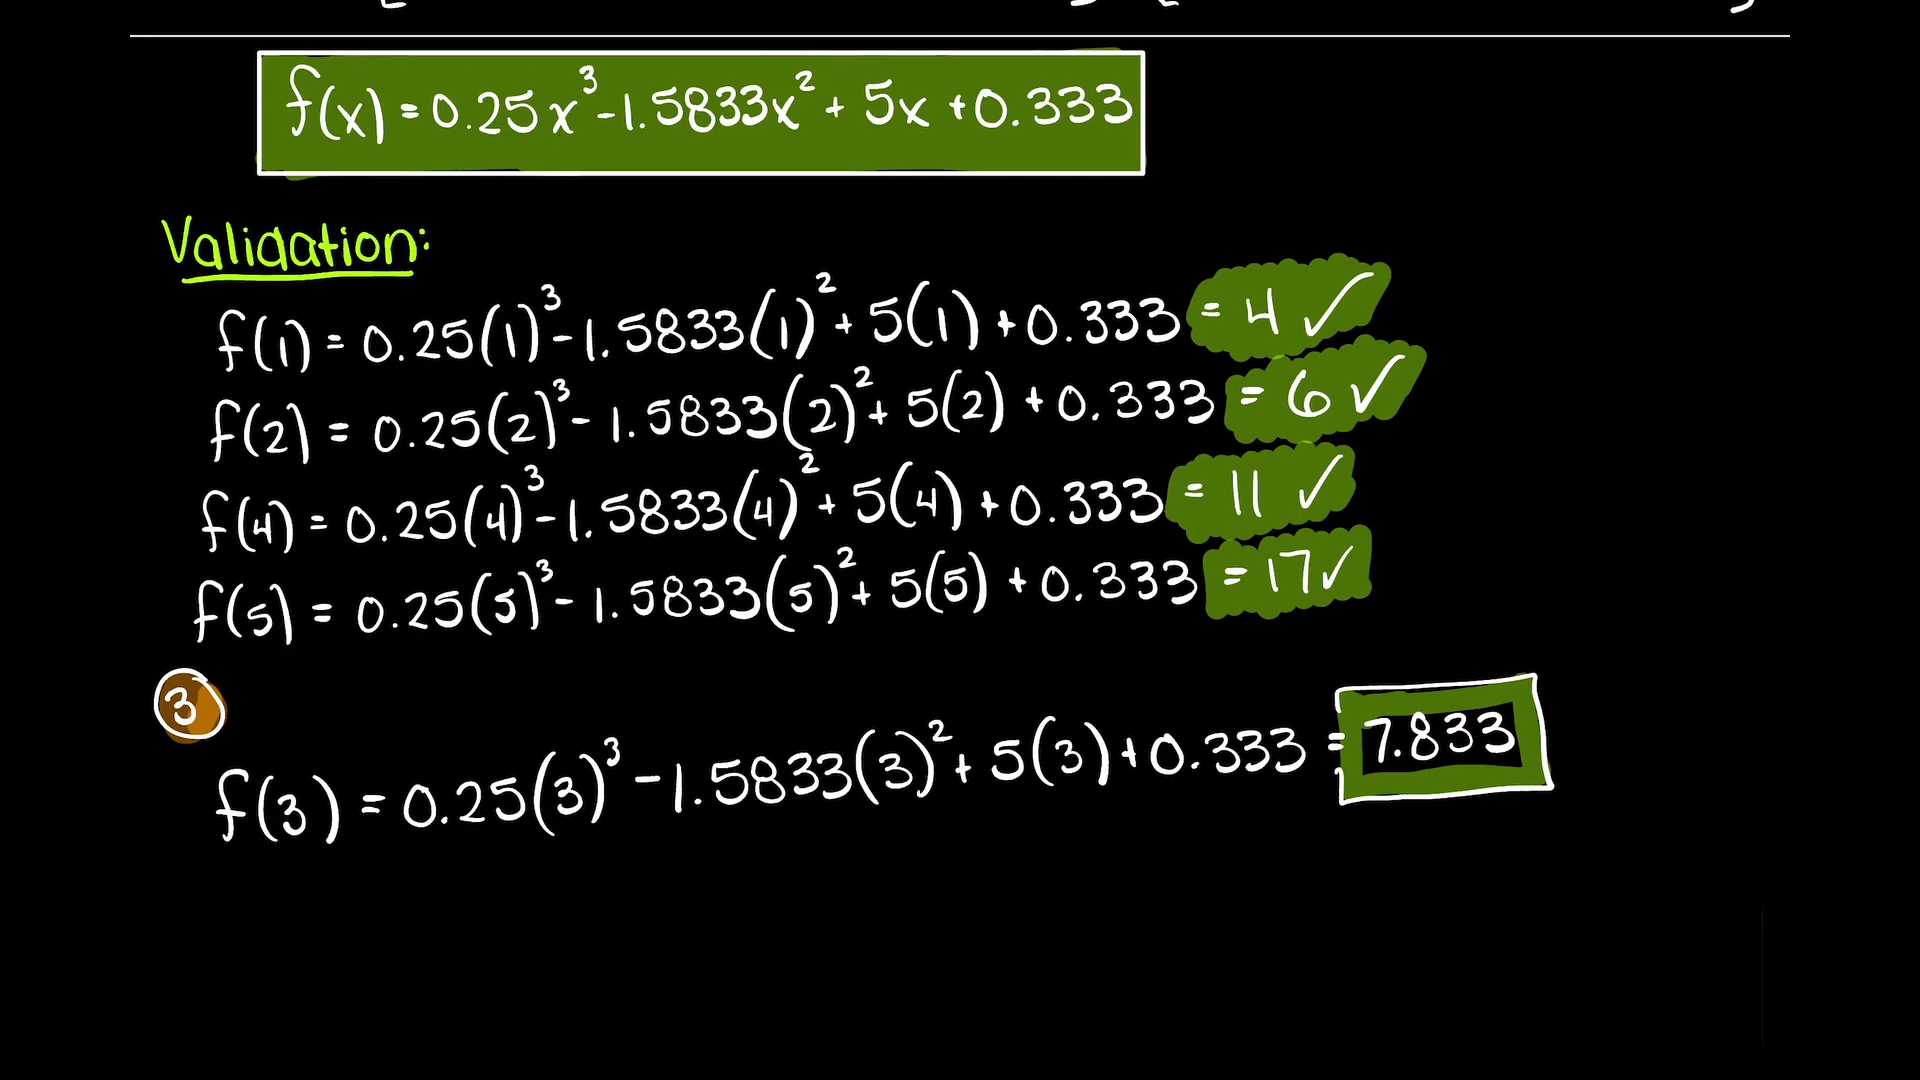 f(x) = 0.25x³ - 1.5833x² + 5x + 0.333
Validation:
f(1) = 0.25(1)³ - 1.5833(1)² + 5(1) + 0.333 = 4 ✓
f(2) = 0.25(2)³ - 1.5833(2)² + 5(2) + 0.333 = 6 ✓
f(4) = 0.25(4)³ - 1.5833(4)² + 5(4) + 0.333 = 11 ✓
f(5) = 0.25(5)³ - 1.5833(5)² + 5(5) + 0.333 = 17 ✓
3
f(3) = 0.25(3)³ - 1.5833(3)² + 5(3) + 0.333 = 7.833